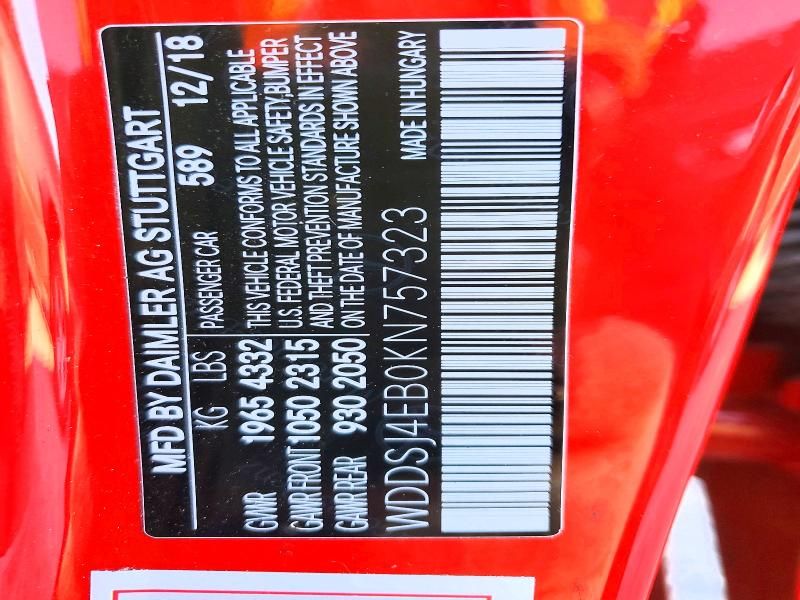 MFD BY DAIMLER AG STUTTGART
KG LBS PASSENGER CAR 589 12/18
GVWR 1965 4332 THIS VEHICLE CONFORMS TO ALL APPLICABLE
U.S. FEDERAL MOTOR VEHICLE SAFETY,BUMPER
GAWR FRONT 1050 2315 AND THEFT PREVENTION STANDARDS IN EFFECT
GAWR REAR 930 2050 ON THE DATE OF MANUFACTURE SHOWN ABOVE
WDDSJ4EB0KN757323 MADE IN HUNGARY